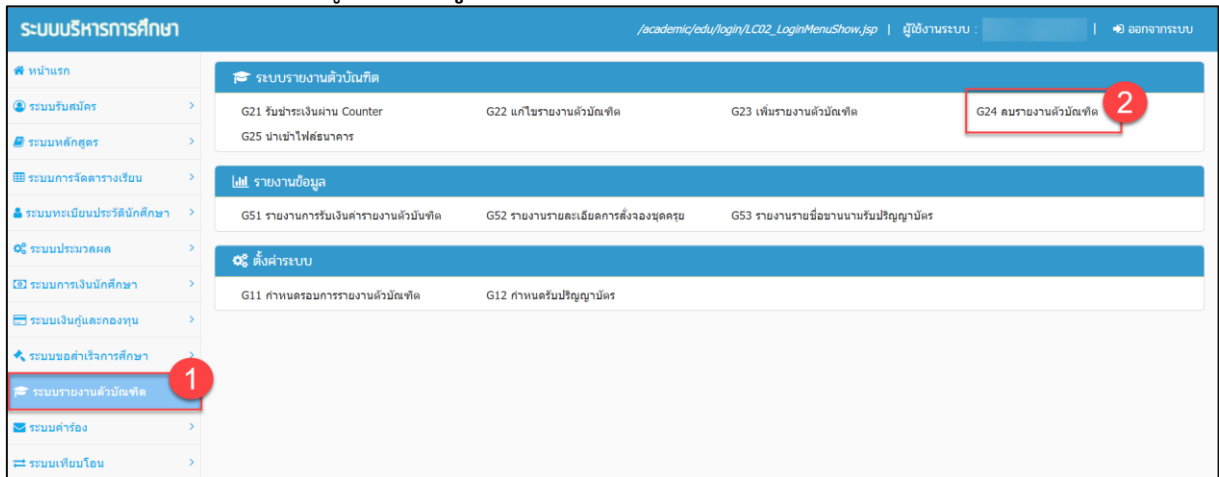 ระบบบริหารการศึกษา
/academic/edu/login/LC02_LoginMenuShow.jsp | ผู้ใช้งานระบบ : | ออกจากระบบ
หน้าแรก
ระบบรับสมัคร
ระบบหลักสูตร
ระบบการจัดตารางเรียน
ระบบทะเบียนประวัตินักศึกษา
ระบบประมวลผล
ระบบการเงินนักศึกษา
ระบบเงินกู้และกองทุน
ระบบขอสำเร็จการศึกษา
ระบบรายงานตัวบัณฑิต
1
ระบบคำร้อง
ระบบเทียบโอน
ระบบรายงานตัวบัณฑิต
G21 รับชำระเงินผ่าน Counter G22 แก้ไขรายงานตัวบัณฑิต G23 เพิ่มรายงานตัวบัณฑิต G24 ลบรายงานตัวบัณฑิต
2
G25 นำเข้าไฟล์ธนาคาร
รายงานข้อมูล
G51 รายงานการรับเงินค่ารายงานตัวบันฑิต G52 รายงานรายละเอียดการสั่งจองชุดครุย G53 รายงานรายชื่อขานนามรับปริญญาบัตร
ตั้งค่าระบบ
G11 กำหนดรอบการรายงานตัวบัณฑิต G12 กำหนดรับปริญญาบัตร